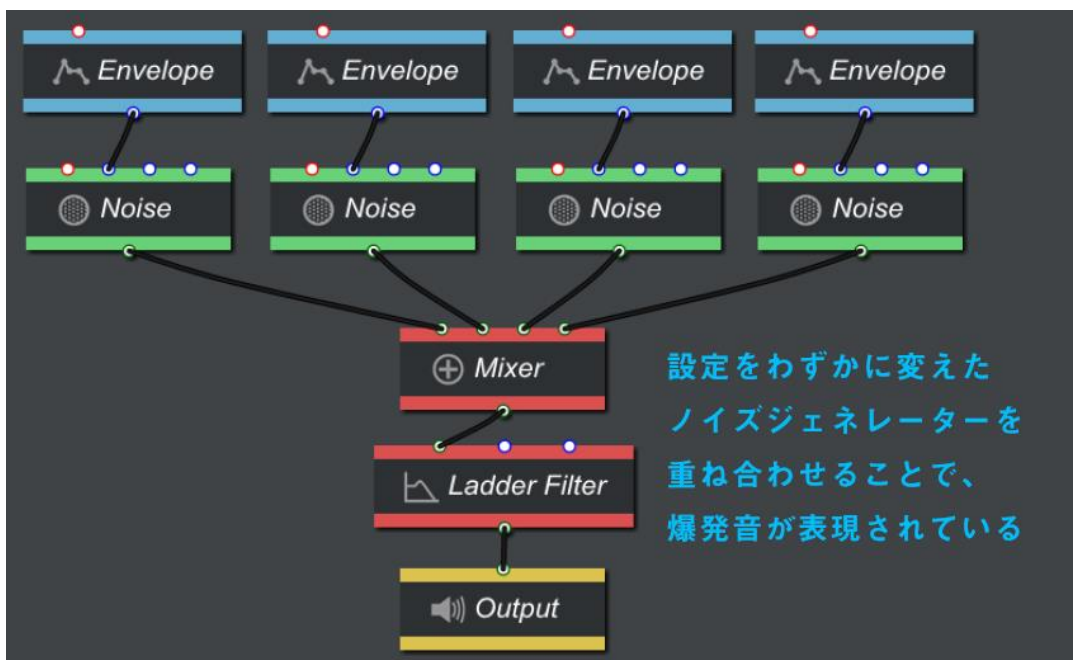 Envelope
Envelope
Envelope
Envelope
Noise
Noise
Noise
Noise
Mixer
設定をわずかに変えた
ノイズジェネレーターを
重ね合わせることで、
爆発音が表現されている
Ladder Filter
Output